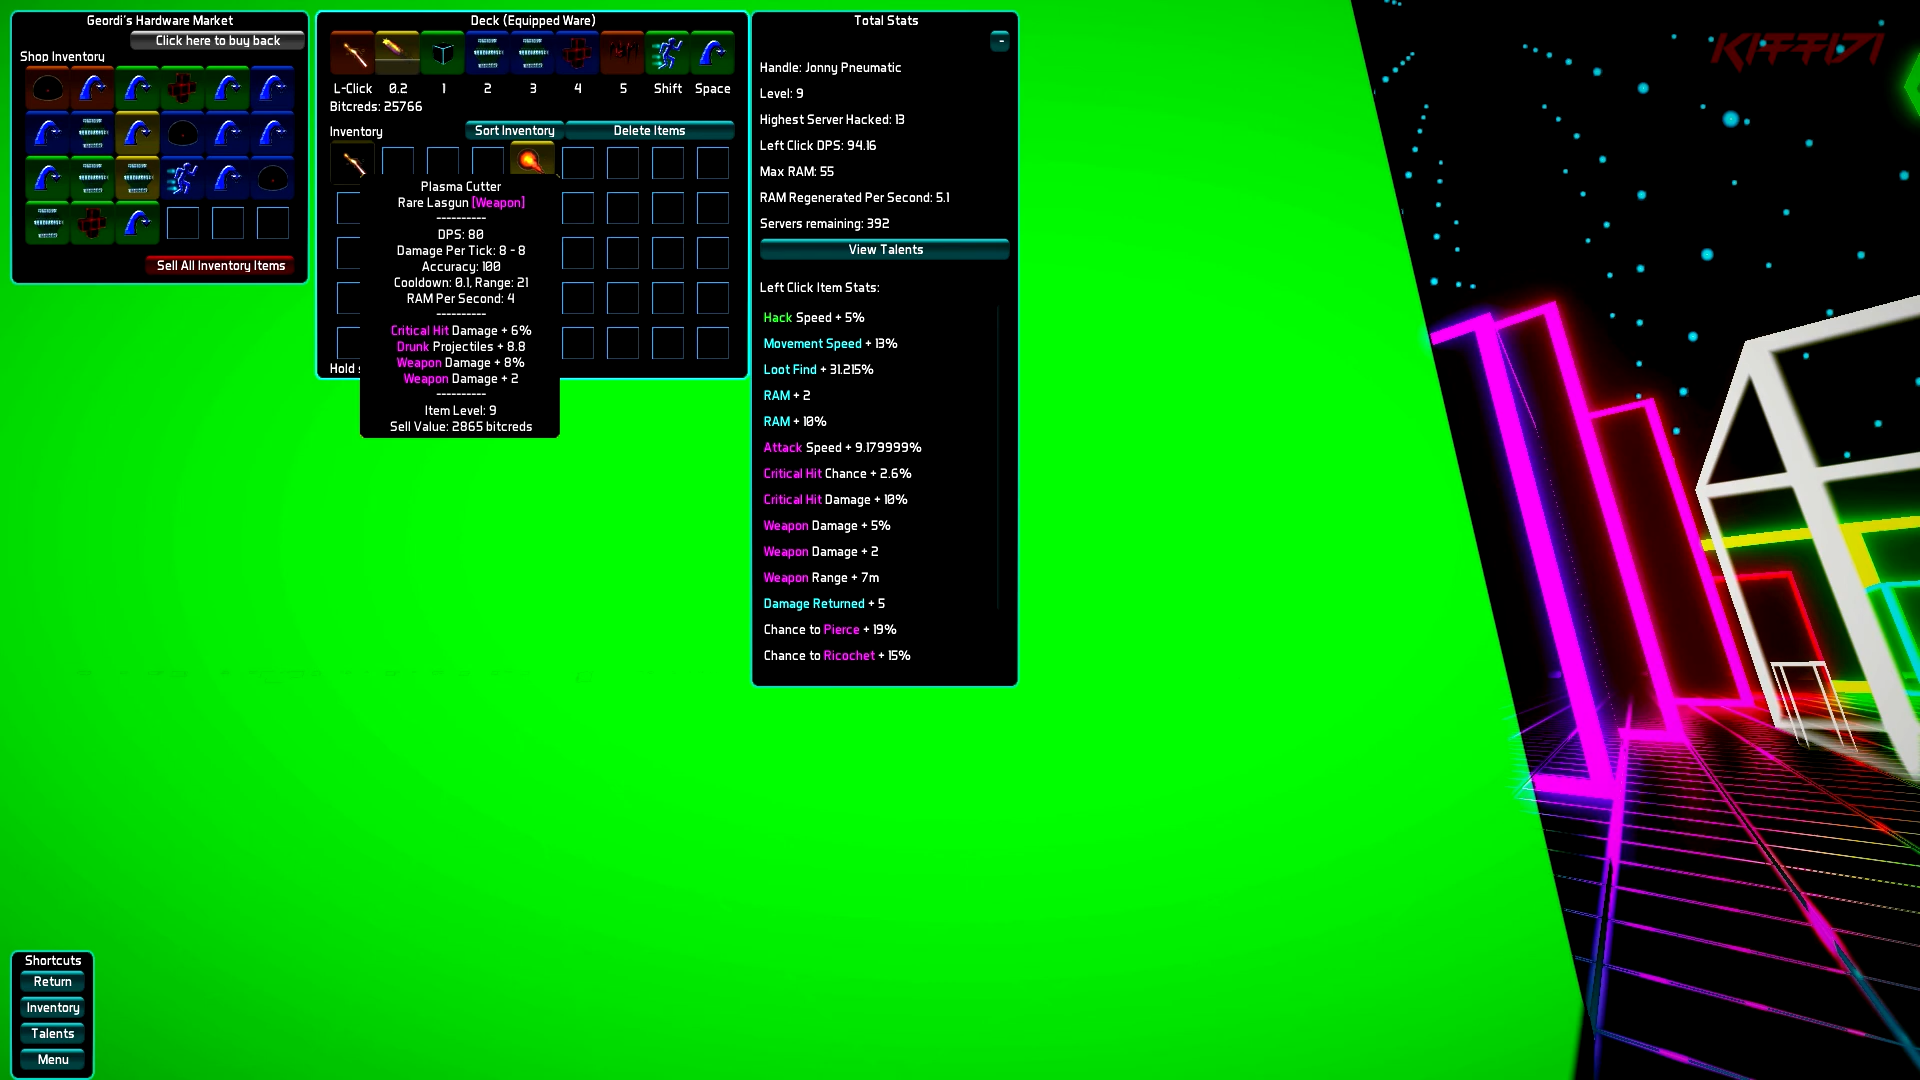 Geordi's Hardware Market
Click here to buy back
Shop Inventory
Sell All Inventory Items
Deck (Equipped Ware)
L-Click 0.2 1 2 3 4 5 Shift Space
Bitcreds: 25766
Inventory
Sort Inventory
Delete Items
Hold
Plasma Cutter
Rare Lasgun [Weapon]
----------
DPS: 80
Damage Per Tick: 8 - 8
Accuracy: 100
Cooldown: 0.1, Range: 21
RAM Per Second: 4
----------
Critical Hit Damage + 6%
Drunk Projectiles + 8.8
Weapon Damage + 8%
Weapon Damage + 2
----------
Item Level: 9
Sell Value: 2865 bitcreds
Total Stats
-
Handle: Jonny Pneumatic
Level: 9
Highest Server Hacked: 13
Left Click DPS: 94.16
Max RAM: 55
RAM Regenerated Per Second: 5.1
Servers remaining: 392
View Talents
Left Click Item Stats:
Hack Speed + 5%
Movement Speed + 13%
Loot Find + 31.215%
RAM + 2
RAM + 10%
Attack Speed + 9.179999%
Critical Hit Chance + 2.6%
Critical Hit Damage + 10%
Weapon Damage + 5%
Weapon Damage + 2
Weapon Range + 7m
Damage Returned + 5
Chance to Pierce + 19%
Chance to Ricochet + 15%
Shortcuts
Return
Inventory
Talents
Menu